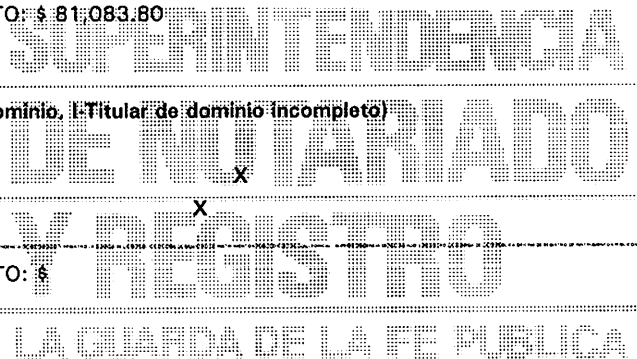 TO: $ 81,083.80
SUPERINTENDENCIA
ominio, I-Titular de dominio incompleto)
DE NOTARIADO
X
X
Y REGISTRO
TO: $
LA GUARDA DE LA FE PUBLICA